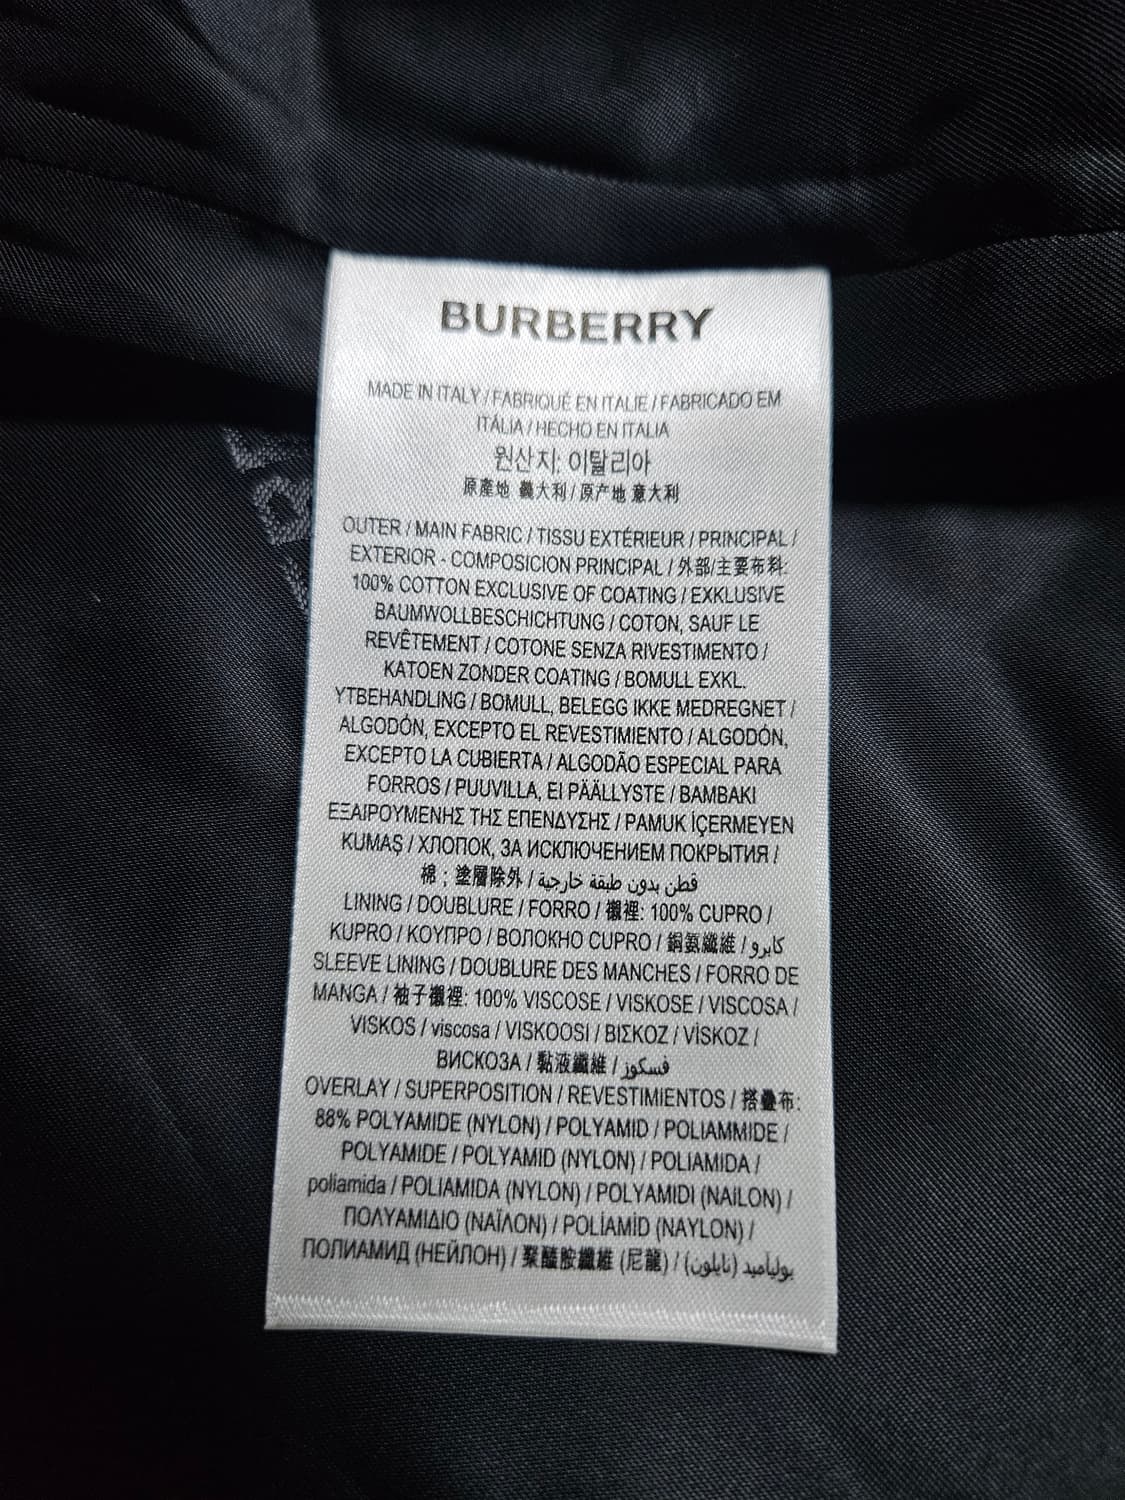 BURBERRY
MADE IN ITALY / FABRIQUÉ EN ITALIE / FABRICADO EM
ITÁLIA / HECHO EN ITALIA
원산지: 이탈리아
原產地 義大利 / 原产地 意大利
OUTER / MAIN FABRIC / TISSU EXTÉRIEUR / PRINCIPAL /
EXTERIOR - COMPOSICION PRINCIPAL / 外部/主要布料:
100% COTTON EXCLUSIVE OF COATING / EXKLUSIVE
BAUMWOLLBESCHICHTUNG / COTON, SAUF LE
REVÊTEMENT / COTONE SENZA RIVESTIMENTO /
KATOEN ZONDER COATING / BOMULL EXKL.
YTBEHANDLING / BOMULL, BELEGG IKKE MEDREGNET /
ALGODÓN, EXCEPTO EL REVESTIMIENTO / ALGODÓN,
EXCEPTO LA CUBIERTA / ALGODÃO ESPECIAL PARA
FORROS / PUUVILLA, EI PÄÄLLYSTE / BAMBAKI
ΕΞΑΙΡΟΥΜΕΝΗΣ ΤΗΣ ΕΠΕΝΔΥΣΗΣ / PAMUK İÇERMEYEN
KUMAŞ / ХЛОПОК, ЗА ИСКЛЮЧЕНИЕМ ПОКРЫТИЯ /
棉；塗層除外 / قطن بدون طبقة خارجية
LINING / DOUBLURE / FORRO / 襯裡: 100% CUPRO /
KUPRO / ΚΟΥΠΡΟ / ВОЛОКНО CUPRO / 銅氨纖維 / كابرو
SLEEVE LINING / DOUBLURE DES MANCHES / FORRO DE
MANGA / 袖子襯裡: 100% VISCOSE / VISKOSE / VISCOSA /
VISKOS / viscosa / VISKOOSI / ΒΙΣΚΟΖ / VİSKOZ /
ВИСКОЗА / 黏液纖維 / فسكوز
OVERLAY / SUPERPOSITION / REVESTIMIENTOS / 搭疊布:
88% POLYAMIDE (NYLON) / POLYAMID / POLIAMMIDE /
POLYAMIDE / POLYAMID (NYLON) / POLIAMIDA /
poliamida / POLIAMIDA (NYLON) / POLYAMIDI (NAILON) /
ΠΟΛΥΑΜΙΔΙΟ (ΝΑΪΛΟΝ) / POLİAMİD (NAYLON) /
ПОЛИАМИД (НЕЙЛОН) / 聚醯胺纖維 (尼龍) / بولياميد (نايلون)